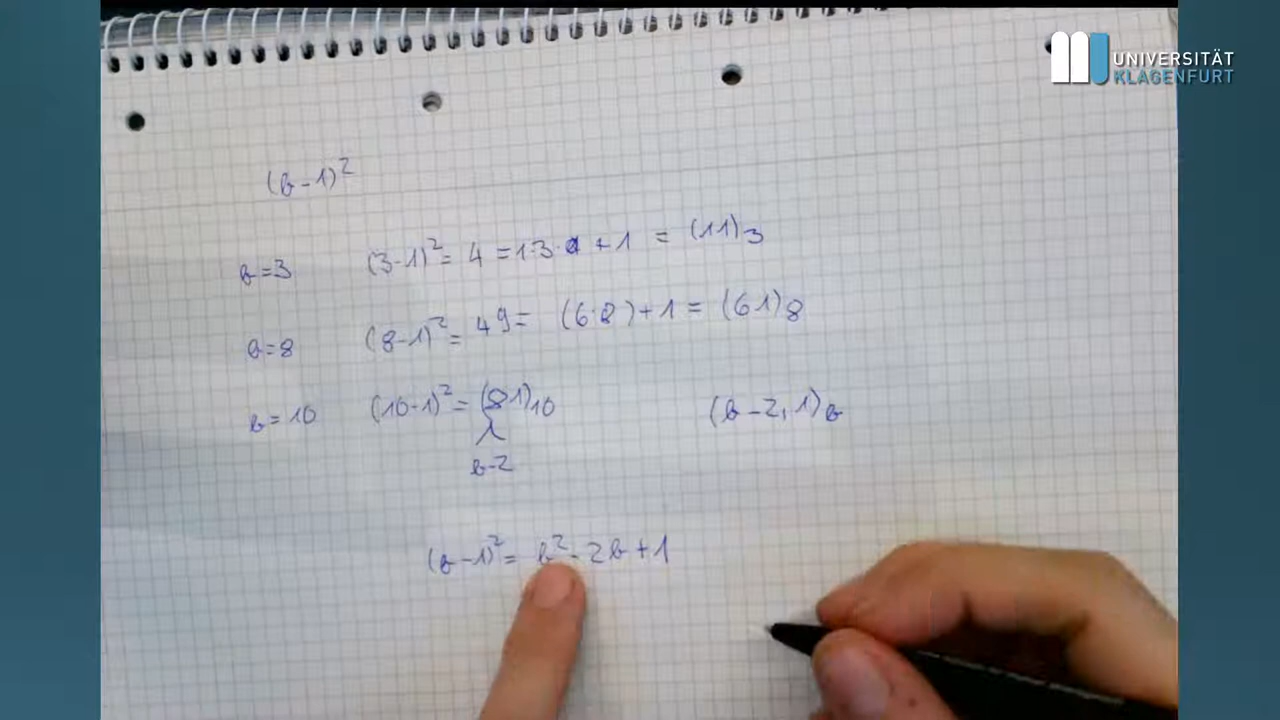 UNIVERSITÄT
KLAGENFURT
(b-1)²
b=3 (3-1)² = 4 = 1·3· + 1 = (11)₃
b=8 (8-1)² = 49 = (6·8)+1 = (61)₈
b=10 (10-1)² = (81)₁₀
b-2
(b-2,1)_b
(b-1)² = b² - 2b + 1